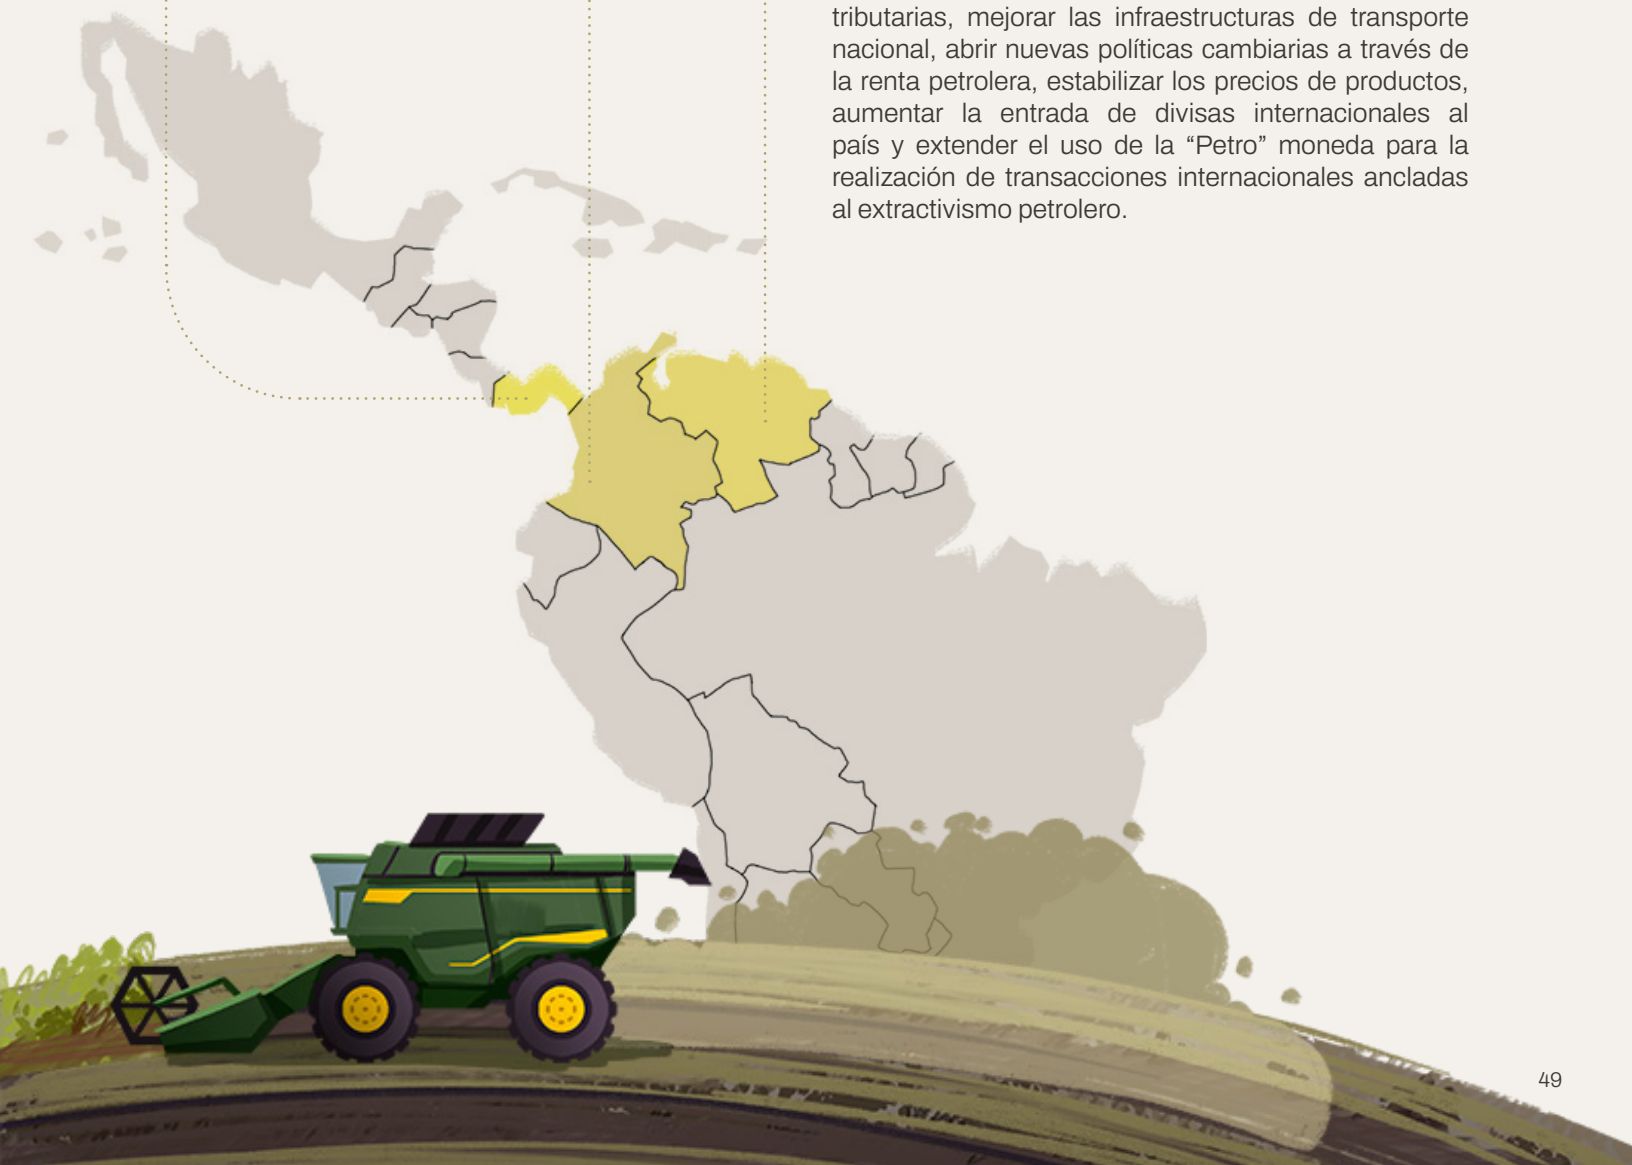 tributarias, mejorar las infraestructuras de transporte
nacional, abrir nuevas políticas cambiarias a través de
la renta petrolera, estabilizar los precios de productos,
aumentar la entrada de divisas internacionales al
país y extender el uso de la “Petro” moneda para la
realización de transacciones internacionales ancladas
al extractivismo petrolero.
49